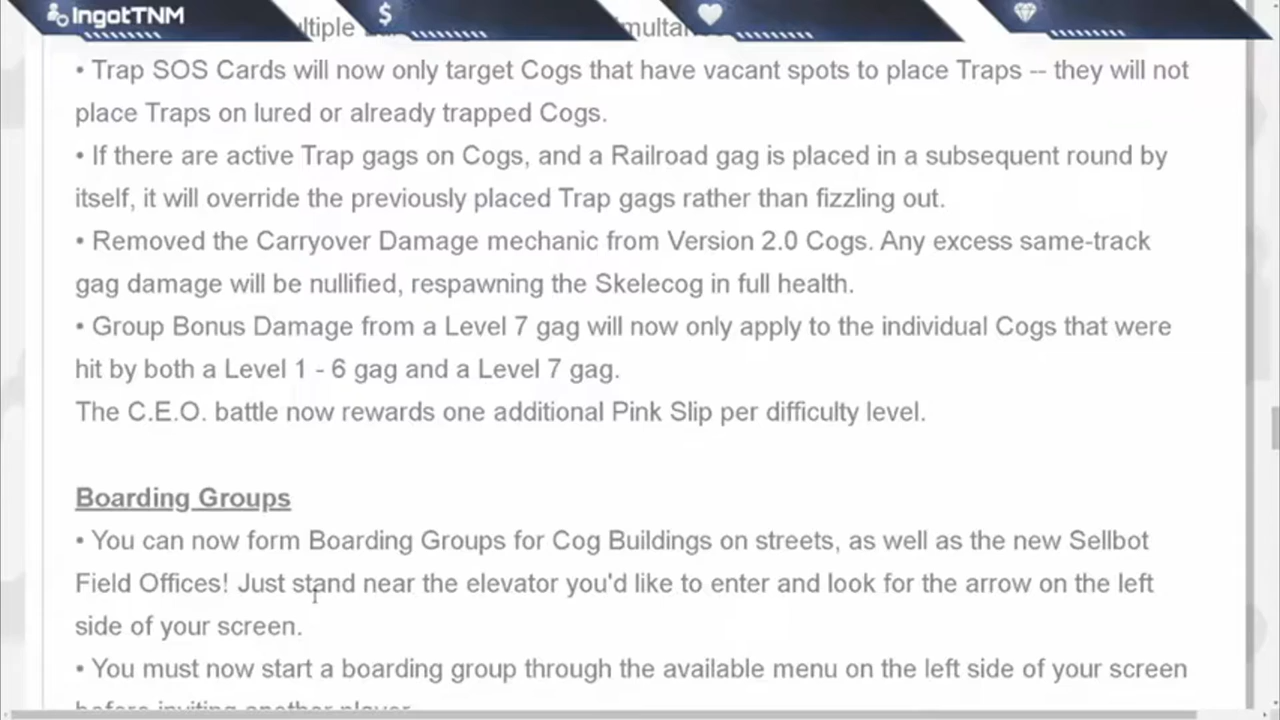 IngotTNM
$
• Trap SOS Cards will now only target Cogs that have vacant spots to place Traps -- they will not
place Traps on lured or already trapped Cogs.
• If there are active Trap gags on Cogs, and a Railroad gag is placed in a subsequent round by
itself, it will override the previously placed Trap gags rather than fizzling out.
• Removed the Carryover Damage mechanic from Version 2.0 Cogs. Any excess same-track
gag damage will be nullified, respawning the Skelecog in full health.
• Group Bonus Damage from a Level 7 gag will now only apply to the individual Cogs that were
hit by both a Level 1 - 6 gag and a Level 7 gag.
The C.E.O. battle now rewards one additional Pink Slip per difficulty level.
Boarding Groups
• You can now form Boarding Groups for Cog Buildings on streets, as well as the new Sellbot
Field Offices! Just stand near the elevator you'd like to enter and look for the arrow on the left
side of your screen.
• You must now start a boarding group through the available menu on the left side of your screen
before inviting another player